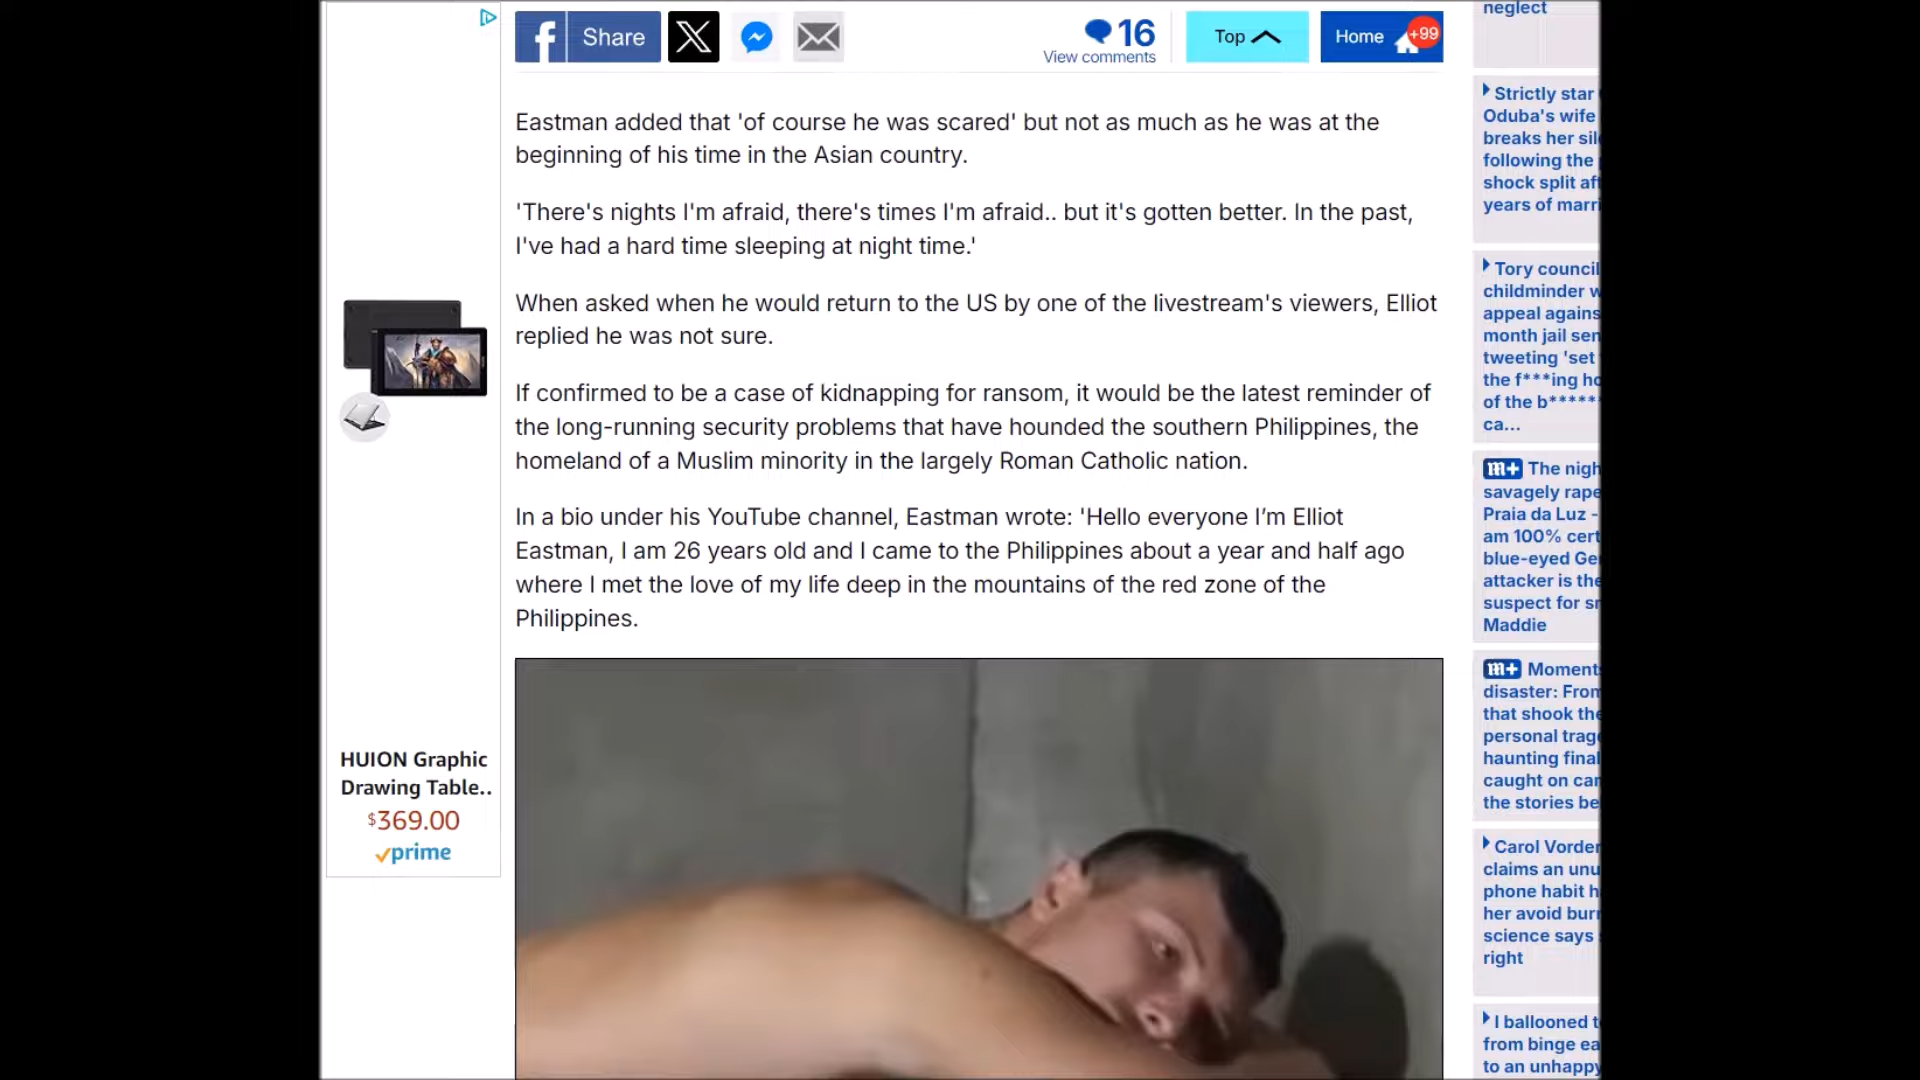 Share
16
View comments
Top
Home
+99
Eastman added that 'of course he was scared' but not as much as he was at the
beginning of his time in the Asian country.
'There's nights I'm afraid, there's times I'm afraid.. but it's gotten better. In the past,
I've had a hard time sleeping at night time.'
When asked when he would return to the US by one of the livestream's viewers, Elliot
replied he was not sure.
If confirmed to be a case of kidnapping for ransom, it would be the latest reminder of
the long-running security problems that have hounded the southern Philippines, the
homeland of a Muslim minority in the largely Roman Catholic nation.
In a bio under his YouTube channel, Eastman wrote: 'Hello everyone I’m Elliot
Eastman, I am 26 years old and I came to the Philippines about a year and half ago
where I met the love of my life deep in the mountains of the red zone of the
Philippines.
HUION Graphic
Drawing Table..
$369.00
prime
neglect
Strictly star
Oduba's wife
breaks her
following the
shock split
years of
Tory
childminder
appeal
month jail
tweeting 'set
the f***ing
of the b******
ca...
m+ The
savagely
Praia da Luz -
am 100%
blue-eyed
attacker is
suspect for
Maddie
m+
disaster: From
that shook
personal
haunting
caught on
the stories
Carol
claims an
phone habit
her avoid
science says
right
I ballooned
from binge
to an unhappy